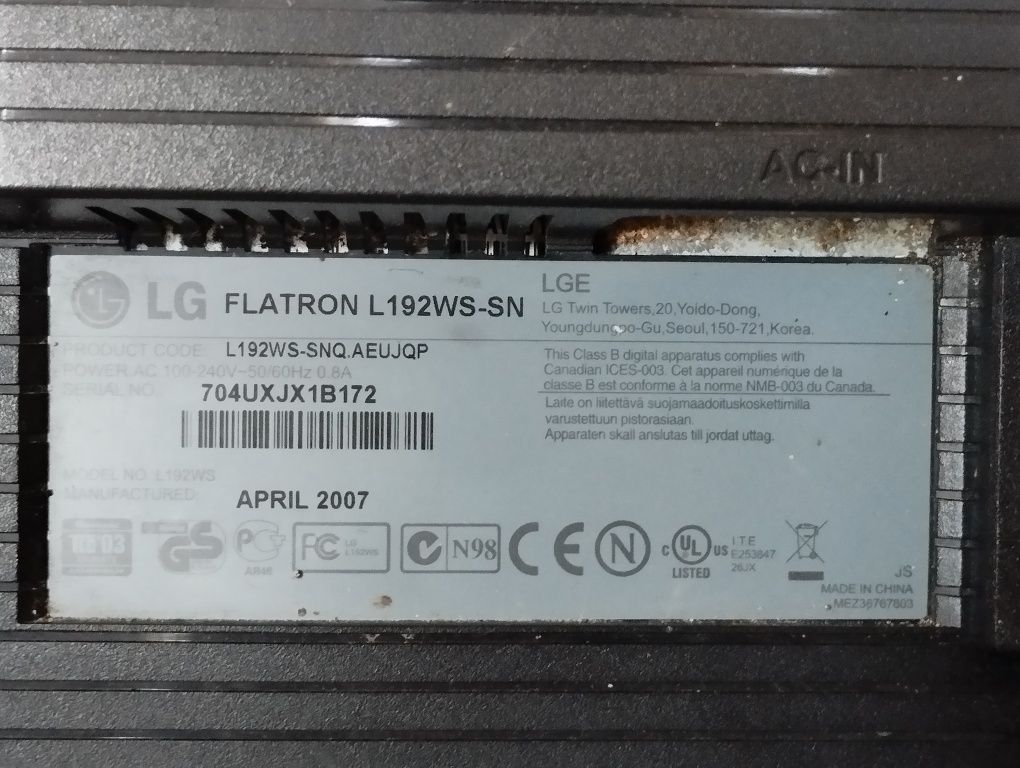 AC-IN
LG FLATRON L192WS-SN
LGE
LG Twin Towers,20,Yoido-Dong,
Youngdungpo-Gu,Seoul,150-721,Korea.
PRODUCT CODE: L192WS-SNQ.AEUJQP
POWER:AC 100-240V~50/60Hz 0.8A
SERIAL NO. 704UXJX1B172
This Class B digital apparatus complies with
Canadian ICES-003. Cet appareil numérique de la
classe B est conforme à la norme NMB-003 du Canada.
Laite on liitettävä suojamaadoituskoskettimilla
varustettuun pistorasiaan.
Apparaten skall anslutas till jordat uttag.
MODEL NO. L192WS
MANUFACTURED: APRIL 2007
03
GS
AB46
FC LG
L192WS
N98
CE
N
C UL US
LISTED
I.T.E
E253847
26JX
JS
MADE IN CHINA
MEZ36767803